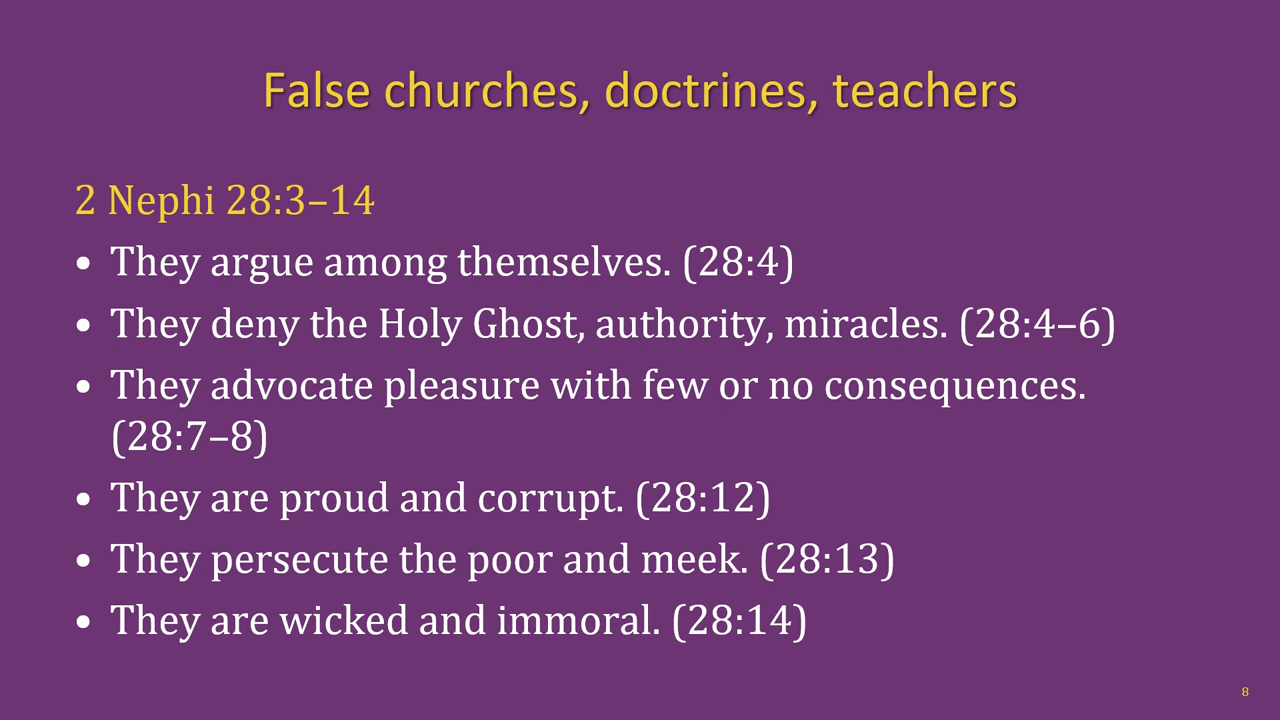 False churches, doctrines, teachers
2 Nephi 28:3–14
• They argue among themselves. (28:4)
• They deny the Holy Ghost, authority, miracles. (28:4–6)
• They advocate pleasure with few or no consequences.
(28:7–8)
• They are proud and corrupt. (28:12)
• They persecute the poor and meek. (28:13)
• They are wicked and immoral. (28:14)
8